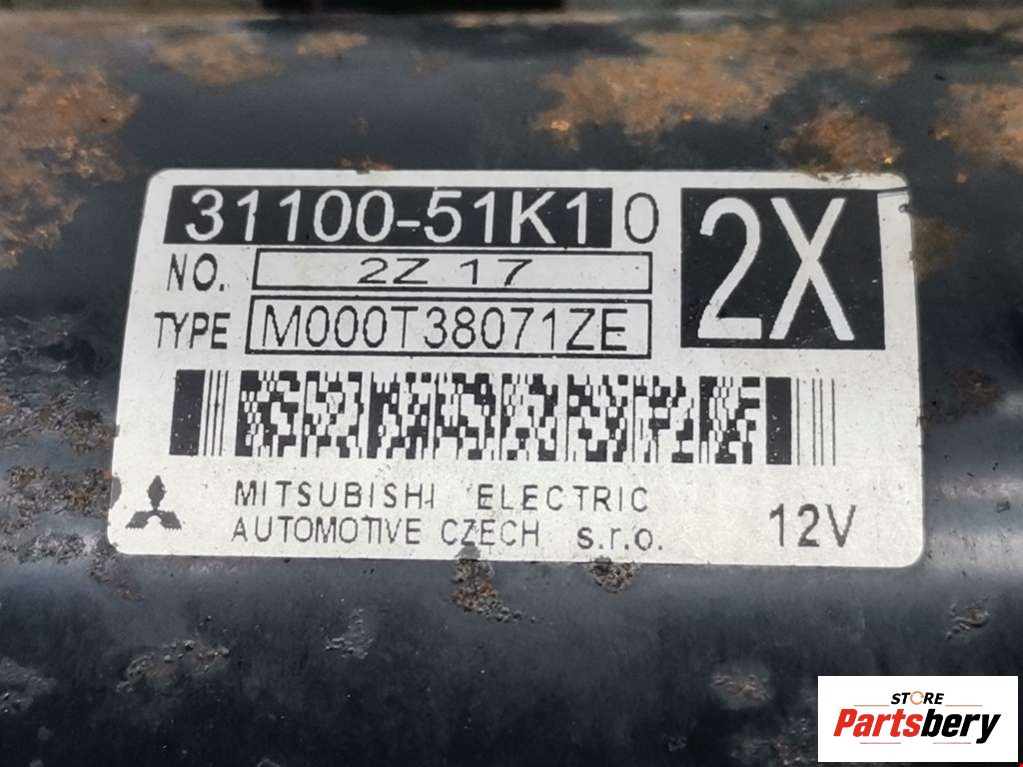 31100-51K10
2X
NO. 2Z 17
TYPE M000T38071ZE
MITSUBISHI ELECTRIC
AUTOMOTIVE CZECH s.r.o.
12V
STORE
Partsbery